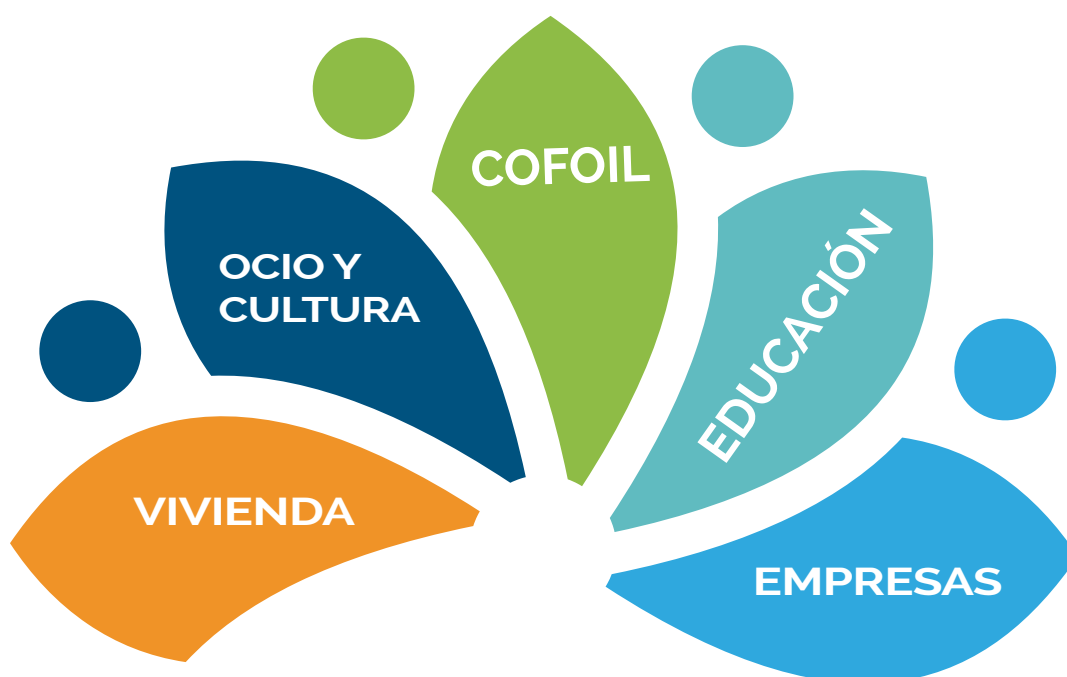 COFOIL
OCIO Y
CULTURA
EDUCACIÓN
VIVIENDA
EMPRESAS